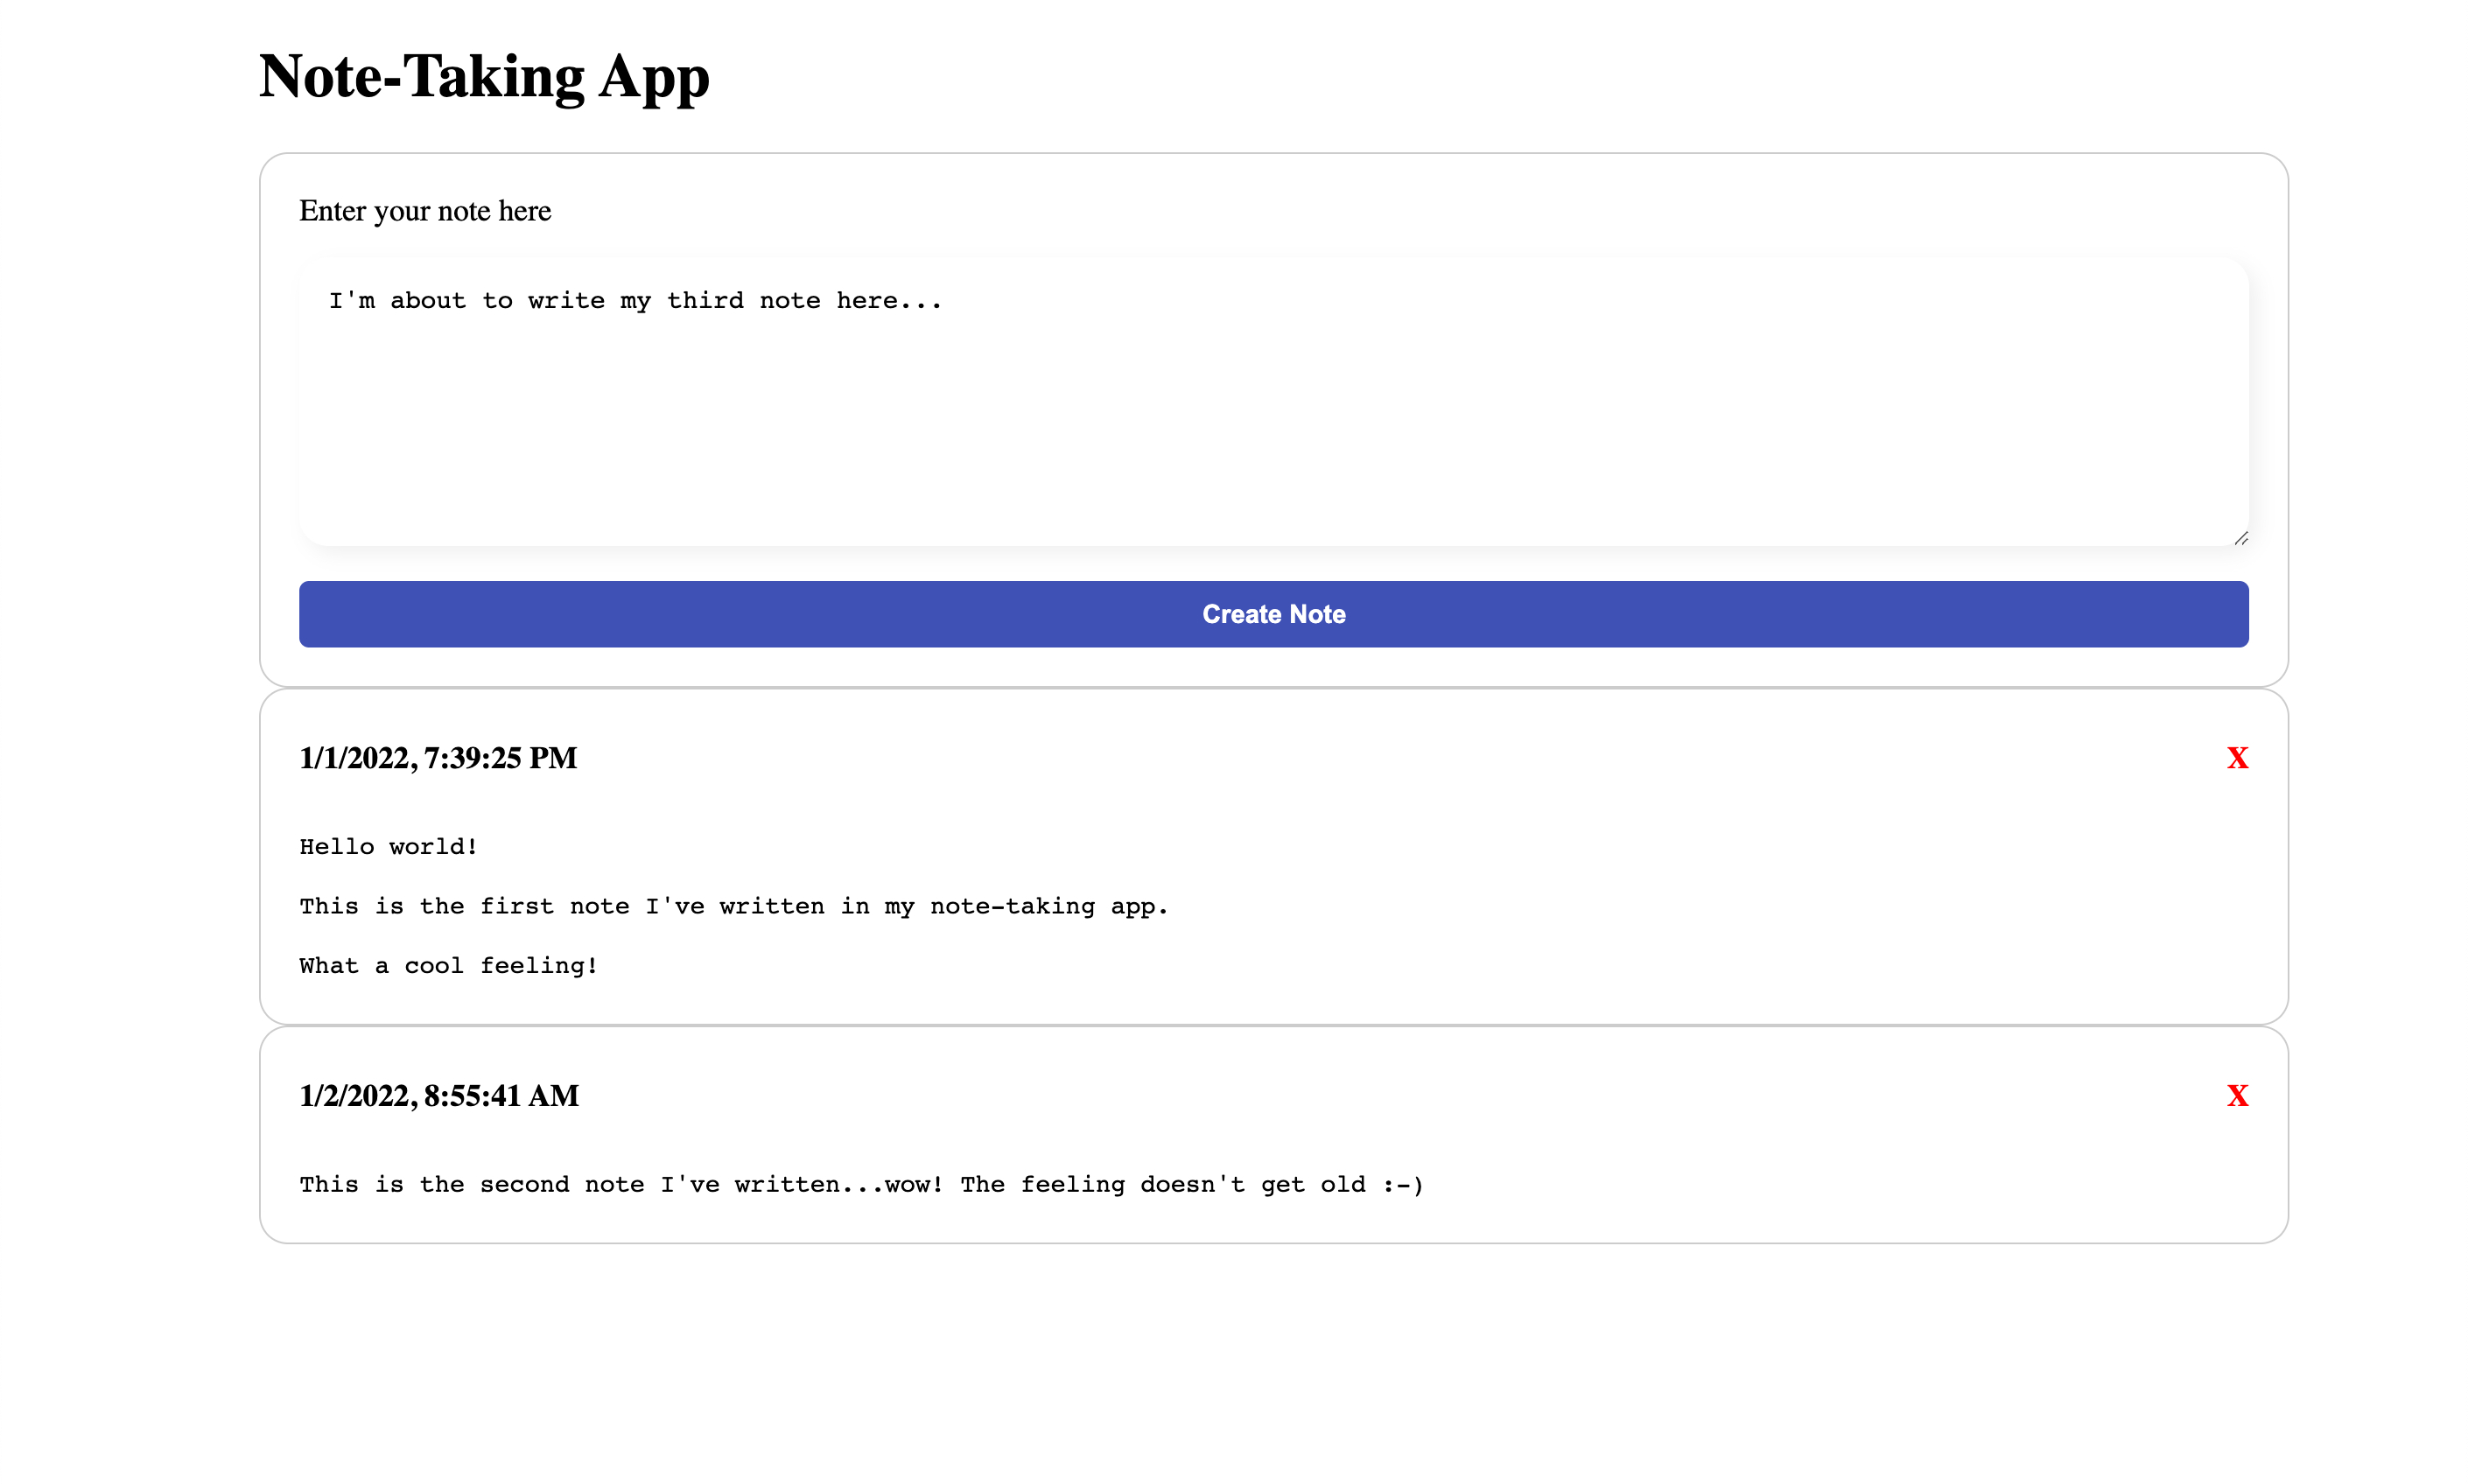 Note-Taking App
Enter your note here
I'm about to write my third note here...
Create Note
1/1/2022, 7:39:25 PM
X
Hello world!
This is the first note I've written in my note-taking app.
What a cool feeling!
1/2/2022, 8:55:41 AM
X
This is the second note I've written...wow! The feeling doesn't get old :-)